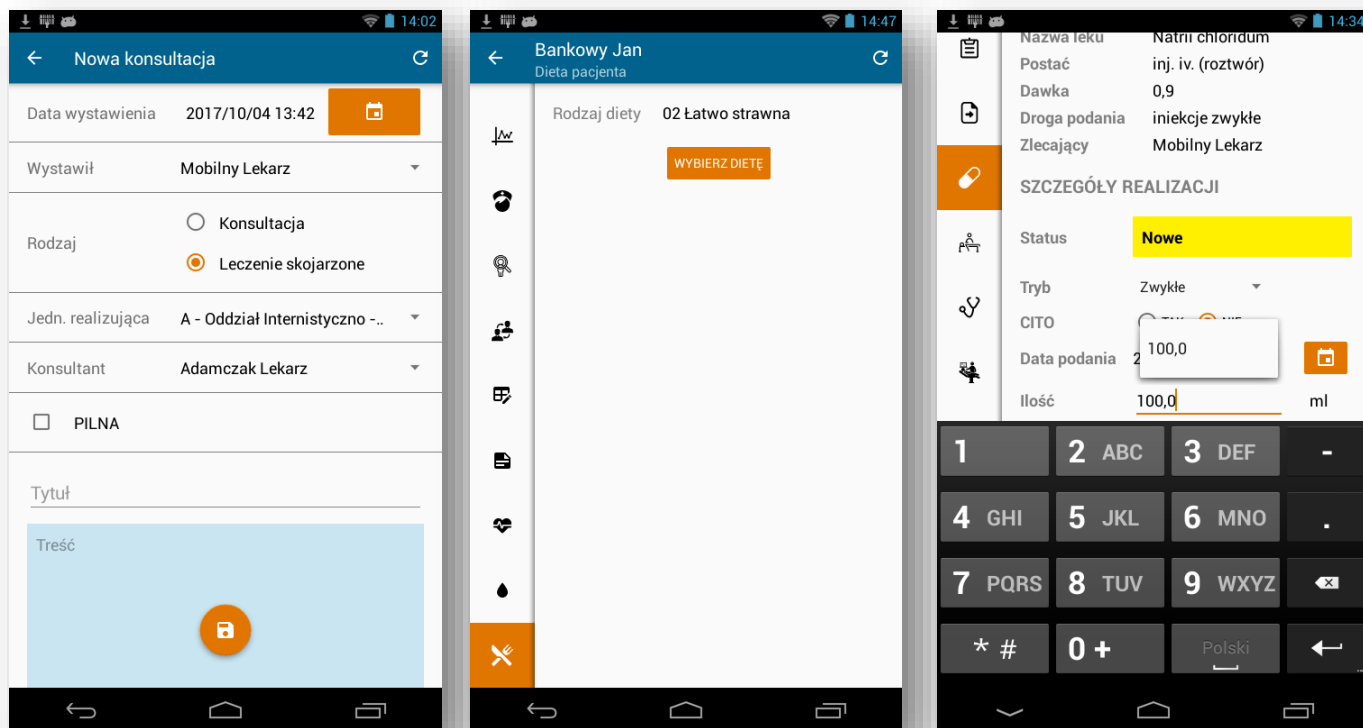 14:02
Nowa konsultacja
Data wystawienia 2017/10/04 13:42
Wystawił Mobilny Lekarz
Rodzaj
Konsultacja
Leczenie skojarzone
Jedn. realizująca A - Oddział Internistyczno -..
Konsultant Adamczak Lekarz
PILNA
Tytuł
Treść
14:47
Bankowy Jan
Dieta pacjenta
Rodzaj diety 02 Łatwo strawna
WYBIERZ DIETĘ
14:34
Nazwa leku Natrii chloridum
Postać inj. iv. (roztwór)
Dawka 0,9
Droga podania iniekcje zwykłe
Zlecający Mobilny Lekarz
SZCZEGÓŁY REALIZACJI
Status Nowe
Tryb Zwykłe
CITO TAK NIE
100,0
Data podania 2
Ilość 100,0 ml
1 2 ABC 3 DEF -
4 GHI 5 JKL 6 MNO .
7 PQRS 8 TUV 9 WXYZ
* # 0 + Polski